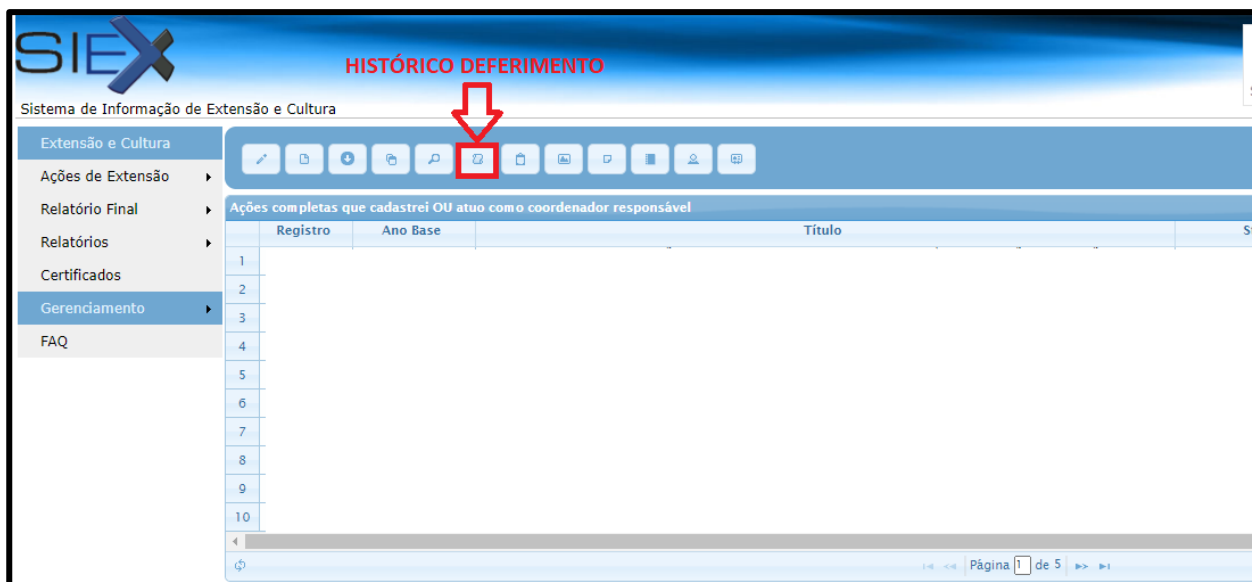 SIEX
HISTÓRICO DEFERIMENTO
Sistema de Informação de Extensão e Cultura
Extensão e Cultura
Ações de Extensão
Relatório Final
Relatórios
Certificados
Gerenciamento
FAQ
Ações completas que cadastrei OU atuo como coordenador responsável
Registro Ano Base Título
1
2
3
4
5
6
7
8
9
10
Página 1 de 5